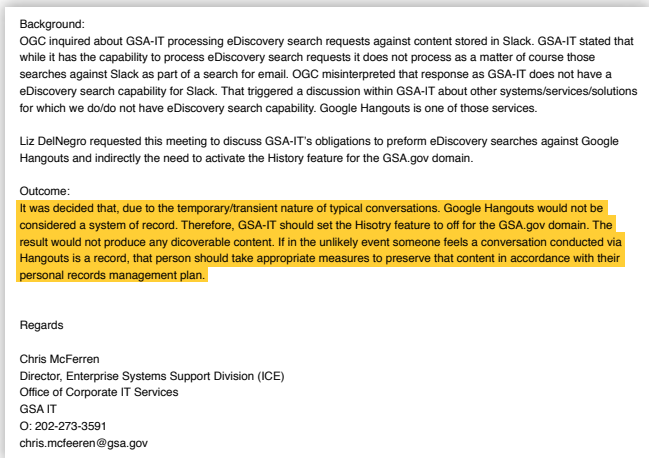 Background:
OGC inquired about GSA-IT processing eDiscovery search requests against content stored in Slack. GSA-IT stated that
while it has the capability to process eDiscovery search requests it does not process as a matter of course those
searches against Slack as part of a search for email. OGC misinterpreted that response as GSA-IT does not have a
eDiscovery search capability for Slack. That triggered a discussion within GSA-IT about other systems/services/solutions
for which we do/do not have eDiscovery search capability. Google Hangouts is one of those services.
Liz DelNegro requested this meeting to discuss GSA-IT's obligations to preform eDiscovery searches against Google
Hangouts and indirectly the need to activate the History feature for the GSA.gov domain.
Outcome:
It was decided that, due to the temporary/transient nature of typical conversations. Google Hangouts would not be
considered a system of record. Therefore, GSA-IT should set the Hisotry feature to off for the GSA.gov domain. The
result would not produce any dicoverable content. If in the unlikely event someone feels a conversation conducted via
Hangouts is a record, that person should take appropriate measures to preserve that content in accordance with their
personal records management plan.
Regards
Chris McFerren
Director, Enterprise Systems Support Division (ICE)
Office of Corporate IT Services
GSA IT
O: 202-273-3591
chris.mcfeeren@gsa.gov